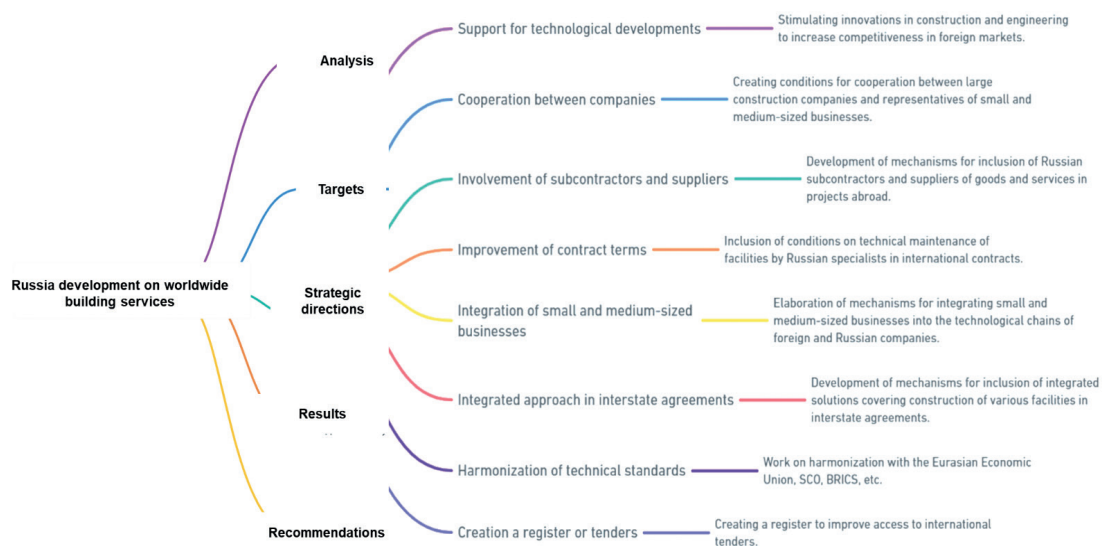 Russia development on worldwide
building services
Analysis
Targets
Strategic
directions
Results
Recommendations
Support for technological developments
Stimulating innovations in construction and engineering
to increase competitiveness in foreign markets.
Cooperation between companies
Creating conditions for cooperation between large
construction companies and representatives of small and
medium-sized businesses.
Involvement of subcontractors and suppliers
Development of mechanisms for inclusion of Russian
subcontractors and suppliers of goods and services in
projects abroad.
Improvement of contract terms
Inclusion of conditions on technical maintenance of
facilities by Russian specialists in international contracts.
Integration of small and medium-sized
businesses
Elaboration of mechanisms for integrating small and
medium-sized businesses into the technological chains of
foreign and Russian companies.
Integrated approach in interstate agreements
Development of mechanisms for inclusion of integrated
solutions covering construction of various facilities in
interstate agreements.
Harmonization of technical standards
Work on harmonization with the Eurasian Economic
Union, SCO, BRICS, etc.
Creation a register or tenders
Creating a register to improve access to international
tenders.